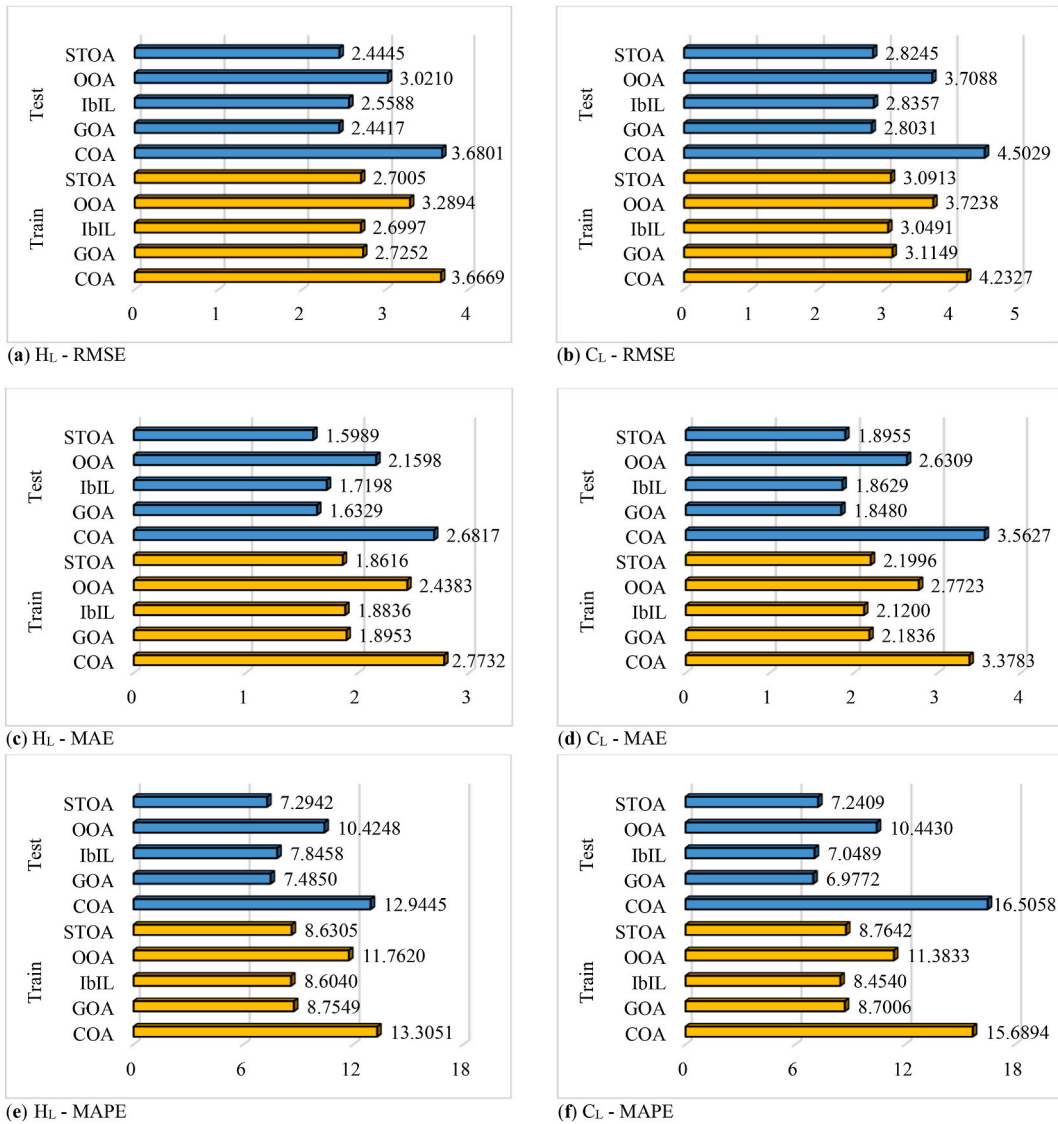 Test
STOA 2.4445
OOA 3.0210
IbIL 2.5588
GOA 2.4417
COA 3.6801
Train
STOA 2.7005
OOA 3.2894
IbIL 2.6997
GOA 2.7252
COA 3.6669
0 1 2 3 4
(a) HL - RMSE
Test
STOA 2.8245
OOA 3.7088
IbIL 2.8357
GOA 2.8031
COA 4.5029
Train
STOA 3.0913
OOA 3.7238
IbIL 3.0491
GOA 3.1149
COA 4.2327
0 1 2 3 4 5
(b) CL - RMSE
Test
STOA 1.5989
OOA 2.1598
IbIL 1.7198
GOA 1.6329
COA 2.6817
Train
STOA 1.8616
OOA 2.4383
IbIL 1.8836
GOA 1.8953
COA 2.7732
0 1 2 3
(c) HL - MAE
Test
STOA 1.8955
OOA 2.6309
IbIL 1.8629
GOA 1.8480
COA 3.5627
Train
STOA 2.1996
OOA 2.7723
IbIL 2.1200
GOA 2.1836
COA 3.3783
0 1 2 3 4
(d) CL - MAE
Test
STOA 7.2942
OOA 10.4248
IbIL 7.8458
GOA 7.4850
COA 12.9445
Train
STOA 8.6305
OOA 11.7620
IbIL 8.6040
GOA 8.7549
COA 13.3051
0 6 12 18
(e) HL - MAPE
Test
STOA 7.2409
OOA 10.4430
IbIL 7.0489
GOA 6.9772
COA 16.5058
Train
STOA 8.7642
OOA 11.3833
IbIL 8.4540
GOA 8.7006
COA 15.6894
0 6 12 18
(f) CL - MAPE